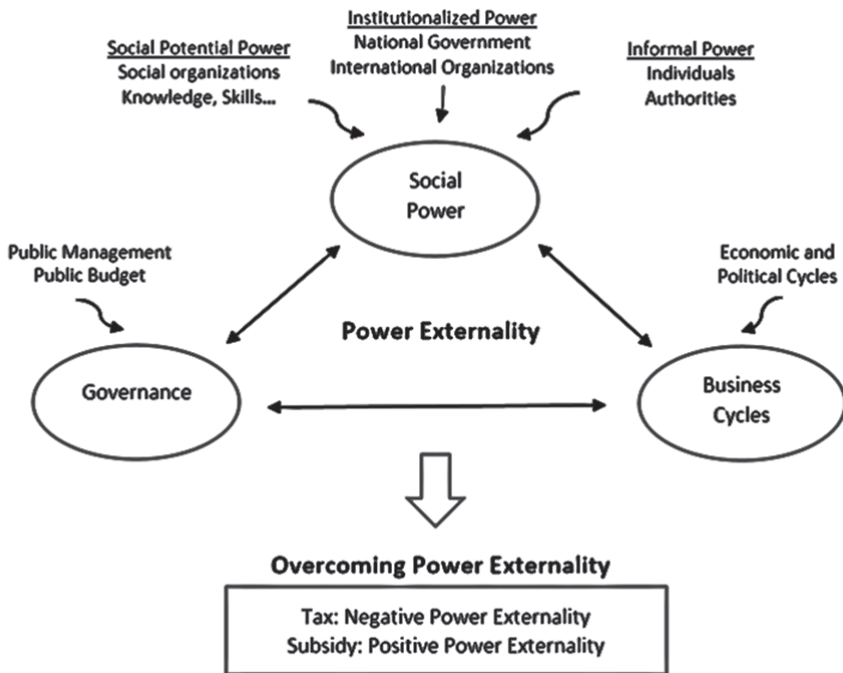 Institutionalized Power
National Government
International Organizations
Social Potential Power
Social organizations
Knowledge, Skills...
Informal Power
Individuals
Authorities
Social
Power
Public Management
Public Budget
Economic and
Political Cycles
Power Externality
Governance
Business
Cycles
Overcoming Power Externality
Tax: Negative Power Externality
Subsidy: Positive Power Externality